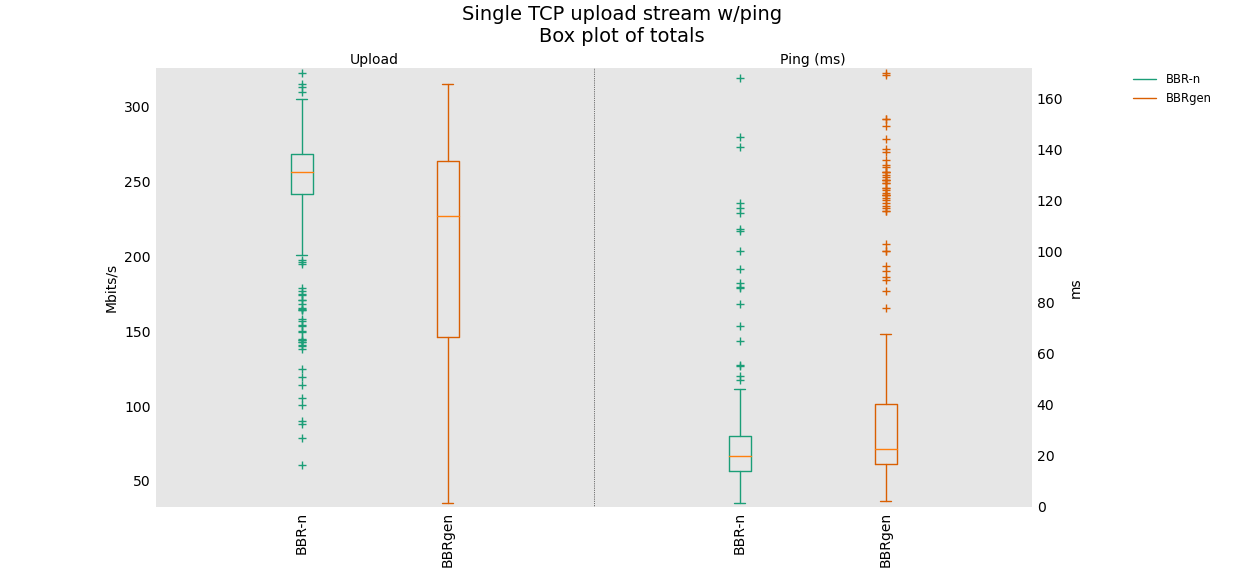 Single TCP upload stream w/ping
Box plot of totals
Upload
Ping (ms)
BBR-n
BBRgen
300
250
200
150
100
50
Mbits/s
160
140
120
100
80
60
40
20
0
ms
BBR-n
BBRgen
BBR-n
BBRgen